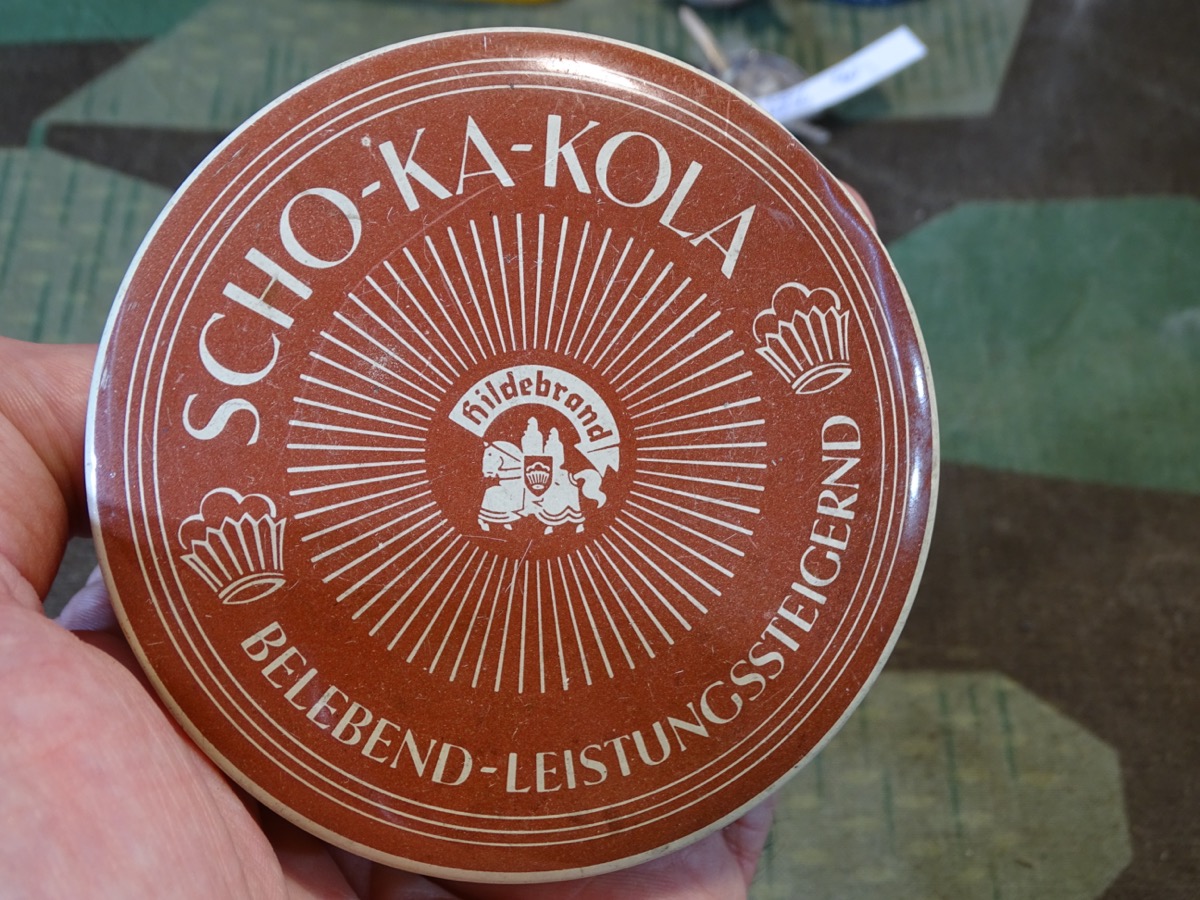 SCHO-KA-KOLA
Hildebrand
BELEBEND-LEISTUNGSSTEIGERND